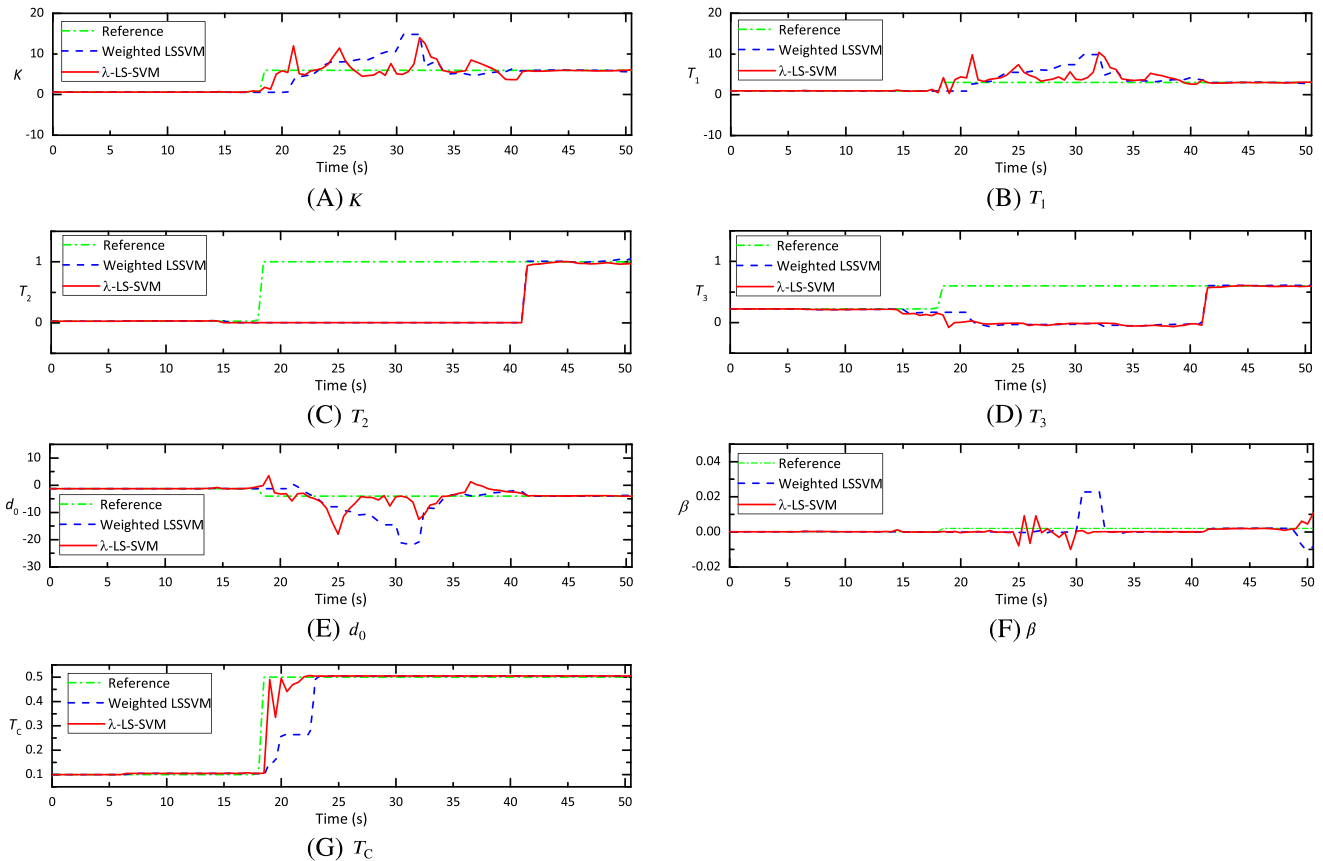 20
10
0
-10
K
Reference
Weighted LSSVM
λ-LS-SVM
0 5 10 15 20 25 30 35 40 45 50
Time (s)
(A) K
20
10
0
-10
T1
Reference
Weighted LSSVM
λ-LS-SVM
0 5 10 15 20 25 30 35 40 45 50
Time (s)
(B) T1
1
0
T2
Reference
Weighted LSSVM
λ-LS-SVM
0 5 10 15 20 25 30 35 40 45 50
Time (s)
(C) T2
1
0
T3
Reference
Weighted LSSVM
λ-LS-SVM
0 5 10 15 20 25 30 35 40 45 50
Time (s)
(D) T3
10
0
-10
-20
-30
d0
Reference
Weighted LSSVM
λ-LS-SVM
0 5 10 15 20 25 30 35 40 45 50
Time (s)
(E) d0
0.04
0.02
0.00
-0.02
β
Reference
Weighted LSSVM
λ-LS-SVM
0 5 10 15 20 25 30 35 40 45 50
Time (s)
(F) β
0.5
0.4
0.3
0.2
0.1
TC
Reference
Weighted LSSVM
λ-LS-SVM
0 5 10 15 20 25 30 35 40 45 50
Time (s)
(G) TC